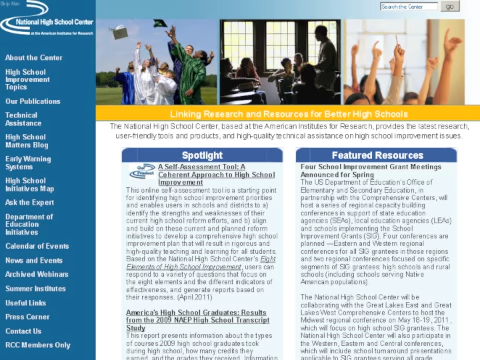 Skip Nav
National High School Center
at the American Institutes for Research
Search the Center
GO
About the Center
High School
Improvement
Topics
Our Publications
Technical
Assistance
High School
Matters Blog
Early Warning
Systems
High School
Initiatives Map
Ask the Expert
Department of
Education
Initiatives
Calendar of Events
News and Events
Archived Webinars
Summer Institutes
Useful Links
Press Corner
Contact Us
RCC Members Only
Linking Research and Resources for Better High Schools
The National High School Center, based at the American Institutes for Research, provides the latest research,
user-friendly tools and products, and high-quality technical assistance on high school improvement issues.
Spotlight
A Self-Assessment Tool: A
Coherent Approach to High School
Improvement
This online self-assessment tool is a starting point
for identifying high school improvement priorities
and enables users in schools and districts to a)
identify the strengths and weaknesses of their
current high school reform efforts, and b) align
and build on these current and planned reform
initiatives to develop a comprehensive high school
improvement plan that will result in rigorous and
high-quality teaching and learning for all students.
Based on the National High School Center's Eight
Elements of High School Improvement, users can
respond to a variety of questions that focus on
the eight elements and the different indicators of
effectiveness, and generate reports based on
their responses. (April 2011)
America's High School Graduates: Results
from the 2009 NAEP High School Transcript
Study
This report presents information about the types
of courses 2009 high school graduates took
during high school, how many credits they
earned, and the grades they received. Information
Featured Resources
Four School Improvement Grant Meetings
Announced for Spring
The US Department of Education's Office of
Elementary and Secondary Education, in
partnership with the Comprehensive Centers, will
host a series of regional capacity building
conferences in support of state education
agencies (SEAs), local education agencies (LEAs)
and schools implementing the School
Improvement Grants (SIG). Four conferences are
planned —Eastern and Western regional
conferences for all SIG grantees in those regions
and two regional conferences focused on specific
segments of SIG grantees: high schools and rural
schools (including schools serving Native
American populations).
The National High School Center will be
collaborating with the Great Lakes East and Great
Lakes West Comprehensive Centers to host the
Midwest regional conference on May 18-19, 2011,
which will focus on high school SIG grantees. The
National High School Center will also participate in
the Western, Eastern and Central conferences,
which will include school turnaround presentations
applicable to SIG grantees serving all grade